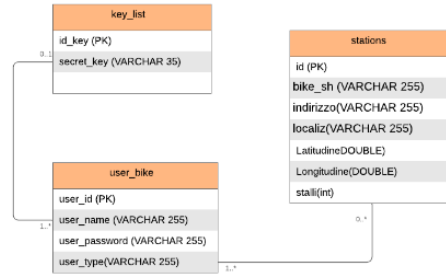 key_list
id_key (PK)
secret_key (VARCHAR 35)
0..1
stations
id (PK)
bike_sh (VARCHAR 255)
indirizzo(VARCHAR 255)
localiz(VARCHAR 255)
LatitudineDOUBLE)
Longitudine(DOUBLE)
stalli(int)
user_bike
user_id (PK)
user_name (VARCHAR 255)
user_password (VARCHAR 255)
user_type(VARCHAR 255)
1..*
0..*
1..*